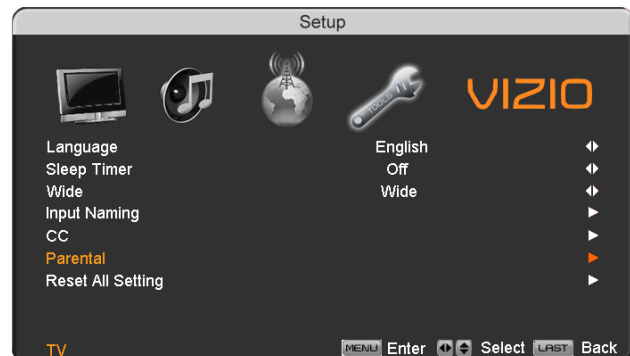 Setup
TOOLS
VIZIO
Language English
Sleep Timer Off
Wide Wide
Input Naming
CC
Parental
Reset All Setting
TV MENU Enter Select LAST Back